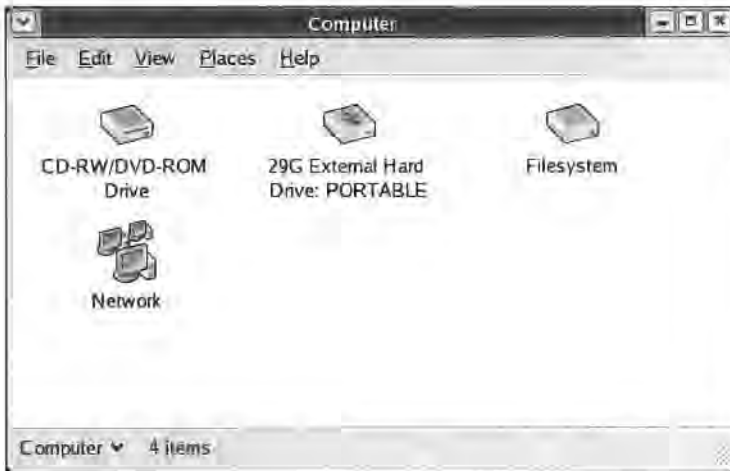 Computer
File Edit View Places Help
CD-RW/DVD-ROM
Drive
29G External Hard
Drive: PORTABLE
Filesystem
Network
Computer 4 items